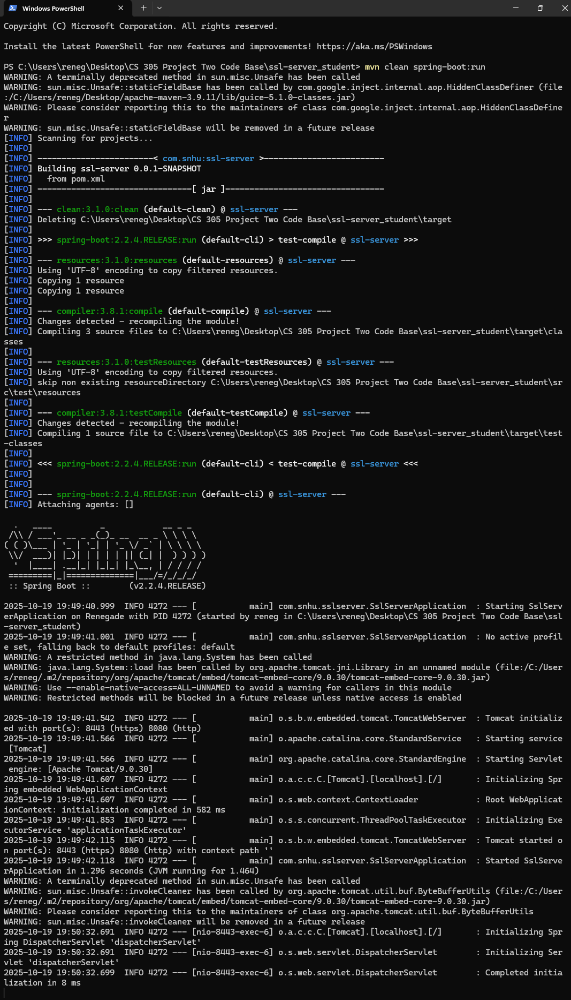 Windows PowerShell
Copyright (C) Microsoft Corporation. All rights reserved.

Install the latest PowerShell for new features and improvements! https://aka.ms/PSWindows

PS C:\Users\reneg\Desktop\CS 305 Project Two Code Base\ssl-server_student> mvn clean spring-boot:run
WARNING: A terminally deprecated method in sun.misc.Unsafe has been called
WARNING: sun.misc.Unsafe::staticFieldBase has been called by com.google.inject.internal.aop.HiddenClassDefiner (file
:/C:/Users/reneg/Desktop/apache-maven-3.9.11/lib/guice-5.1.0-classes.jar)
WARNING: Please consider reporting this to the maintainers of class com.google.inject.internal.aop.HiddenClassDefine
r
WARNING: sun.misc.Unsafe::staticFieldBase will be removed in a future release
[INFO] Scanning for projects...
[INFO]
[INFO] ------------------------< com.snhu:ssl-server >-------------------------
[INFO] Building ssl-server 0.0.1-SNAPSHOT
[INFO]   from pom.xml
[INFO] --------------------------------[ jar ]---------------------------------
[INFO]
[INFO] --- clean:3.1.0:clean (default-clean) @ ssl-server ---
[INFO] Deleting C:\Users\reneg\Desktop\CS 305 Project Two Code Base\ssl-server_student\target
[INFO]
[INFO] >>> spring-boot:2.2.4.RELEASE:run (default-cli) > test-compile @ ssl-server >>>
[INFO]
[INFO] --- resources:3.1.0:resources (default-resources) @ ssl-server ---
[INFO] Using 'UTF-8' encoding to copy filtered resources.
[INFO] Copying 1 resource
[INFO] Copying 1 resource
[INFO]
[INFO] --- compiler:3.8.1:compile (default-compile) @ ssl-server ---
[INFO] Changes detected - recompiling the module!
[INFO] Compiling 3 source files to C:\Users\reneg\Desktop\CS 305 Project Two Code Base\ssl-server_student\target\cla
sses
[INFO]
[INFO] --- resources:3.1.0:testResources (default-testResources) @ ssl-server ---
[INFO] Using 'UTF-8' encoding to copy filtered resources.
[INFO] skip non existing resourceDirectory C:\Users\reneg\Desktop\CS 305 Project Two Code Base\ssl-server_student\sr
c\test\resources
[INFO]
[INFO] --- compiler:3.8.1:testCompile (default-testCompile) @ ssl-server ---
[INFO] Changes detected - recompiling the module!
[INFO] Compiling 1 source file to C:\Users\reneg\Desktop\CS 305 Project Two Code Base\ssl-server_student\target\test
-classes
[INFO]
[INFO] <<< spring-boot:2.2.4.RELEASE:run (default-cli) < test-compile @ ssl-server <<<
[INFO]
[INFO]
[INFO] --- spring-boot:2.2.4.RELEASE:run (default-cli) @ ssl-server ---
[INFO] Attaching agents: []

  .   ____          _            __ _ _
 /\\ / ___'_ __ _ _(_)_ __  __ _ \ \ \ \
( ( )\___ | '_ | '_| | '_ \/ _` | \ \ \ \
 \\/  ___)| |_)| | | | | || (_| |  ) ) ) )
  '  |____| .__|_| |_|_| |_\__, | / / / /
 =========|_|==============|___/=/_/_/_/
 :: Spring Boot ::        (v2.2.4.RELEASE)

2025-10-19 19:49:40.999  INFO 4272 --- [           main] com.snhu.sslserver.SslServerApplication  : Starting SslServ
erApplication on Renegade with PID 4272 (started by reneg in C:\Users\reneg\Desktop\CS 305 Project Two Code Base\ssl
-server_student)
2025-10-19 19:49:41.001  INFO 4272 --- [           main] com.snhu.sslserver.SslServerApplication  : No active profil
e set, falling back to default profiles: default
WARNING: A restricted method in java.lang.System has been called
WARNING: java.lang.System::load has been called by org.apache.tomcat.jni.Library in an unnamed module (file:/C:/User
s/reneg/.m2/repository/org/apache/tomcat/embed/tomcat-embed-core/9.0.30/tomcat-embed-core-9.0.30.jar)
WARNING: Use --enable-native-access=ALL-UNNAMED to avoid a warning for callers in this module
WARNING: Restricted methods will be blocked in a future release unless native access is enabled

2025-10-19 19:49:41.542  INFO 4272 --- [           main] o.s.b.w.embedded.tomcat.TomcatWebServer  : Tomcat initializ
ed with port(s): 8443 (https) 8080 (http)
2025-10-19 19:49:41.566  INFO 4272 --- [           main] o.apache.catalina.core.StandardService   : Starting service
 [Tomcat]
2025-10-19 19:49:41.566  INFO 4272 --- [           main] org.apache.catalina.core.StandardEngine  : Starting Servlet
 engine: [Apache Tomcat/9.0.30]
2025-10-19 19:49:41.607  INFO 4272 --- [           main] o.a.c.c.C.[Tomcat].[localhost].[/]       : Initializing Spr
ing embedded WebApplicationContext
2025-10-19 19:49:41.607  INFO 4272 --- [           main] o.s.web.context.ContextLoader            : Root WebApplicat
ionContext: initialization completed in 582 ms
2025-10-19 19:49:41.853  INFO 4272 --- [           main] o.s.s.concurrent.ThreadPoolTaskExecutor  : Initializing Exe
cutorService 'applicationTaskExecutor'
2025-10-19 19:49:42.115  INFO 4272 --- [           main] o.s.b.w.embedded.tomcat.TomcatWebServer  : Tomcat started o
n port(s): 8443 (https) 8080 (http) with context path ''
2025-10-19 19:49:42.118  INFO 4272 --- [           main] com.snhu.sslserver.SslServerApplication  : Started SslServe
rApplication in 1.296 seconds (JVM running for 1.464)
WARNING: A terminally deprecated method in sun.misc.Unsafe has been called
WARNING: sun.misc.Unsafe::invokeCleaner has been called by org.apache.tomcat.util.buf.ByteBufferUtils (file:/C:/User
s/reneg/.m2/repository/org/apache/tomcat/embed/tomcat-embed-core/9.0.30/tomcat-embed-core-9.0.30.jar)
WARNING: Please consider reporting this to the maintainers of class org.apache.tomcat.util.buf.ByteBufferUtils
WARNING: sun.misc.Unsafe::invokeCleaner will be removed in a future release
2025-10-19 19:50:32.691  INFO 4272 --- [nio-8443-exec-6] o.a.c.c.C.[Tomcat].[localhost].[/]       : Initializing Spr
ing DispatcherServlet 'dispatcherServlet'
2025-10-19 19:50:32.691  INFO 4272 --- [nio-8443-exec-6] o.s.web.servlet.DispatcherServlet        : Initializing Ser
vlet 'dispatcherServlet'
2025-10-19 19:50:32.699  INFO 4272 --- [nio-8443-exec-6] o.s.web.servlet.DispatcherServlet        : Completed initia
lization in 8 ms